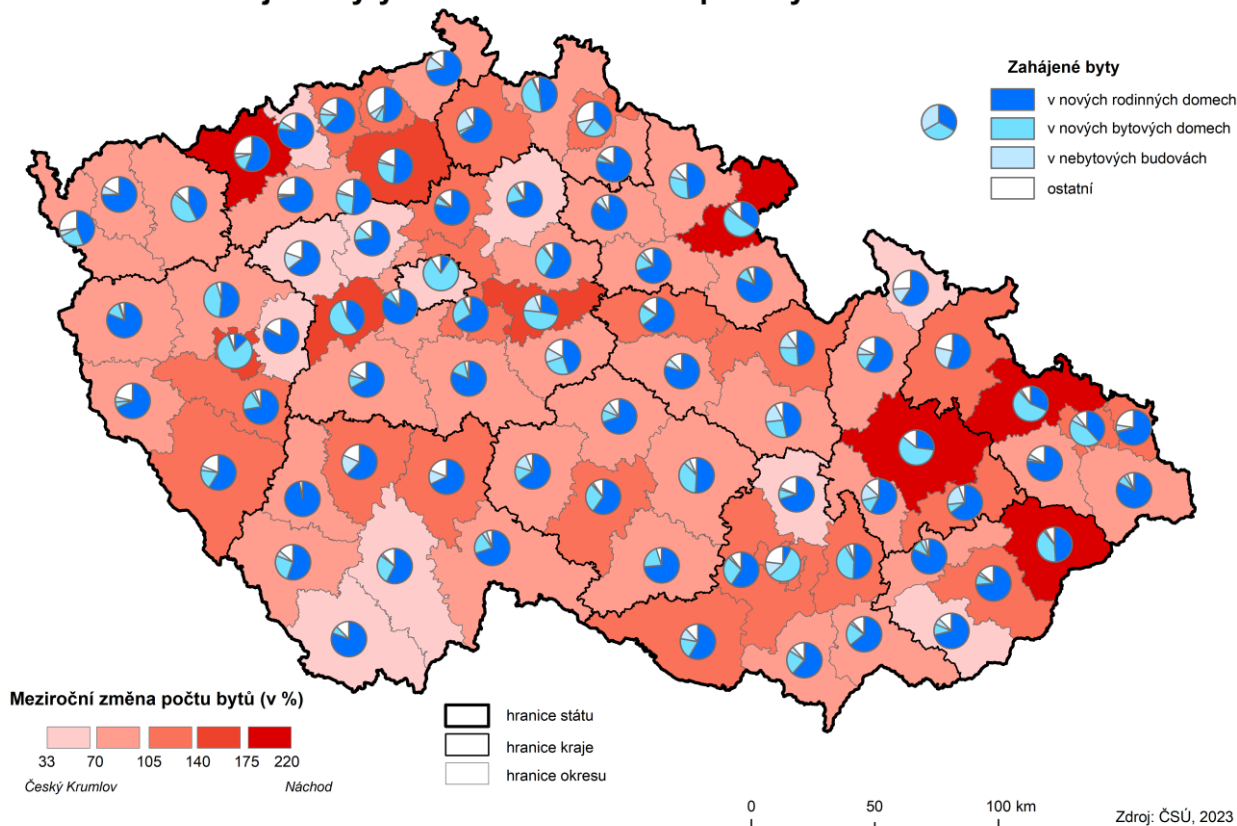 Zahájené byty
v nových rodinných domech
v nových bytových domech
v nebytových budovách
ostatní
Meziroční změna počtu bytů (v %)
33 70 105 140 175 220
Český Krumlov Náchod
hranice státu
hranice kraje
hranice okresu
0 50 100 km
Zdroj: ČSÚ, 2023